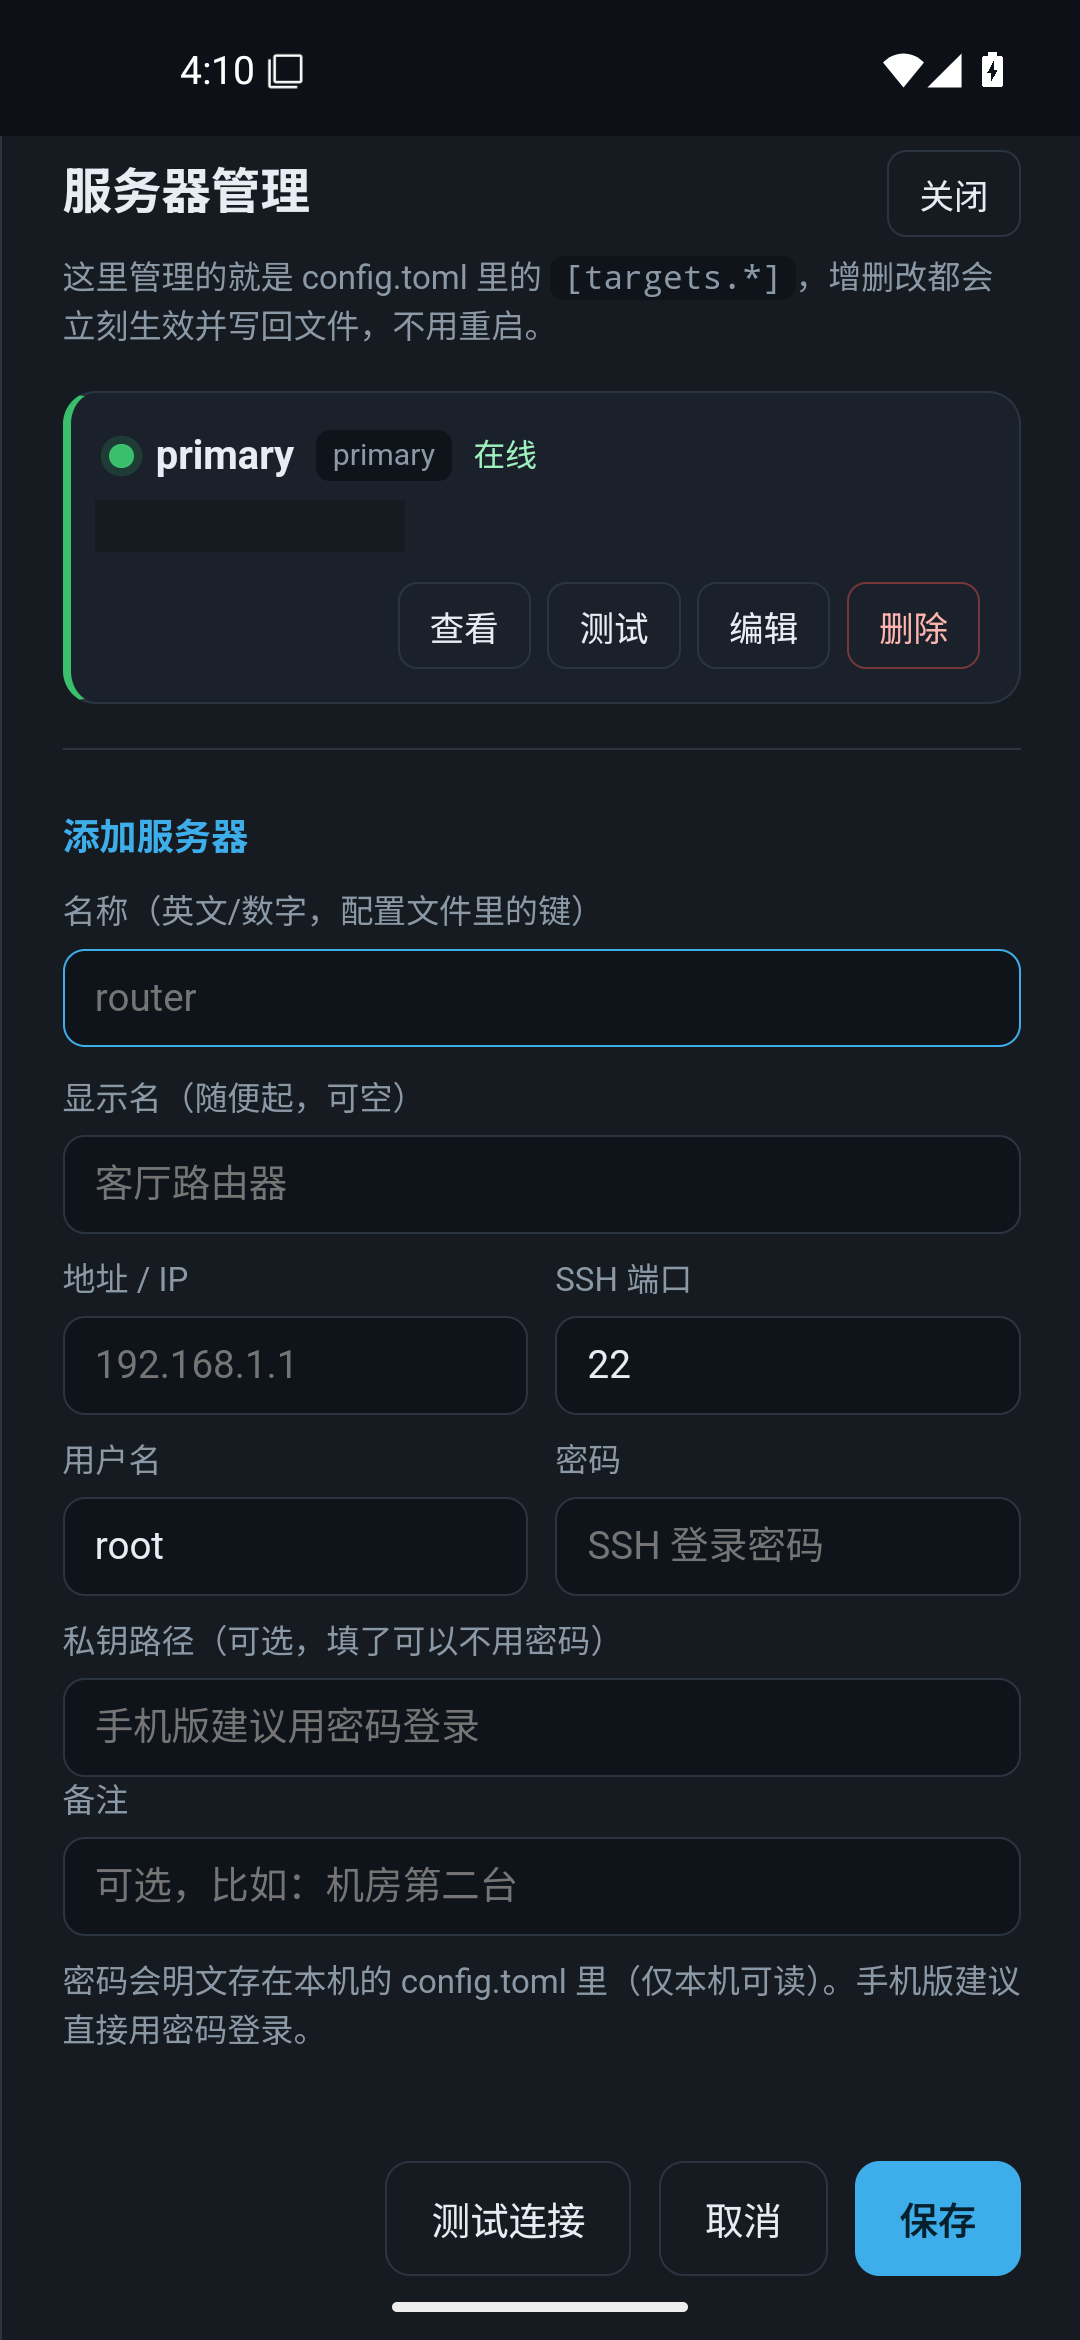 4:10
服务器管理
关闭
这里管理的就是 config.toml 里的 [targets.*]，增删改都会
立刻生效并写回文件，不用重启。
primary primary 在线
查看 测试 编辑 删除
添加服务器
名称（英文/数字，配置文件里的键）
router
显示名（随便起，可空）
客厅路由器
地址 / IP SSH 端口
192.168.1.1 22
用户名 密码
root SSH 登录密码
私钥路径（可选，填了可以不用密码）
手机版建议用密码登录
备注
可选，比如：机房第二台
密码会明文存在本机的 config.toml 里（仅本机可读）。手机版建议
直接用密码登录。
测试连接 取消 保存